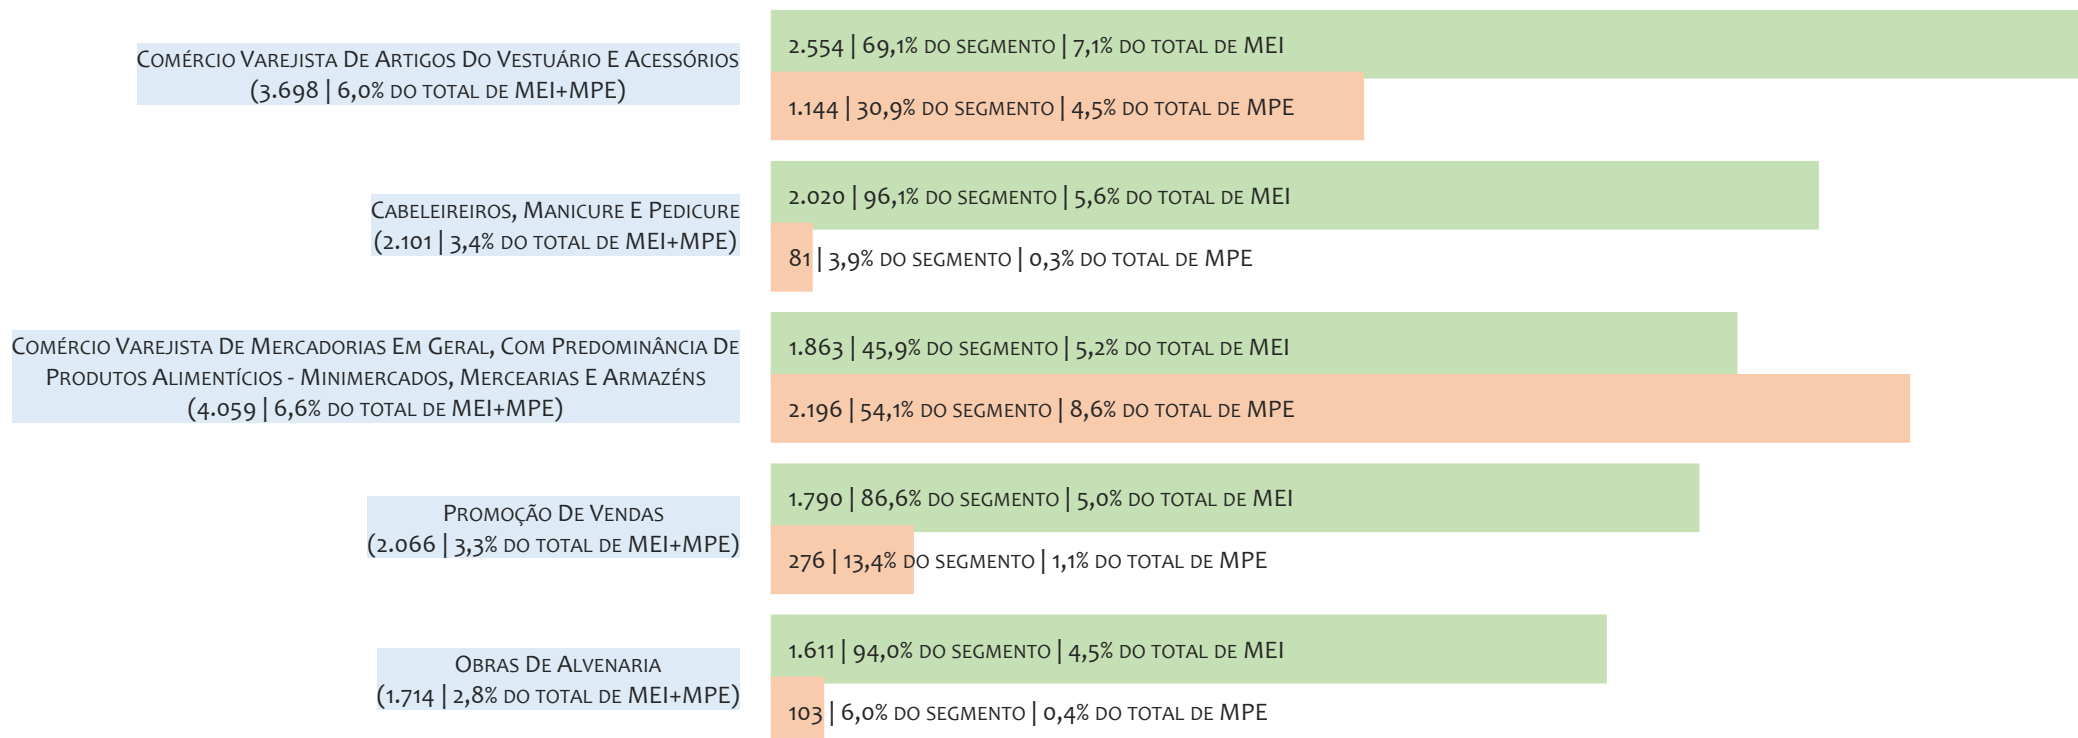 Comércio Varejista De Artigos Do Vestuário E Acessórios
(3.698 | 6,0% do total de MEI+MPE)
2.554 | 69,1% do segmento | 7,1% do total de MEI
1.144 | 30,9% do segmento | 4,5% do total de MPE
Cabeleireiros, Manicure E Pedicure
(2.101 | 3,4% do total de MEI+MPE)
2.020 | 96,1% do segmento | 5,6% do total de MEI
81 | 3,9% do segmento | 0,3% do total de MPE
Comércio Varejista De Mercadorias Em Geral, Com Predominância De
Produtos Alimentícios - Minimercados, Mercearias E Armazéns
(4.059 | 6,6% do total de MEI+MPE)
1.863 | 45,9% do segmento | 5,2% do total de MEI
2.196 | 54,1% do segmento | 8,6% do total de MPE
Promoção De Vendas
(2.066 | 3,3% do total de MEI+MPE)
1.790 | 86,6% do segmento | 5,0% do total de MEI
276 | 13,4% do segmento | 1,1% do total de MPE
Obras De Alvenaria
(1.714 | 2,8% do total de MEI+MPE)
1.611 | 94,0% do segmento | 4,5% do total de MEI
103 | 6,0% do segmento | 0,4% do total de MPE